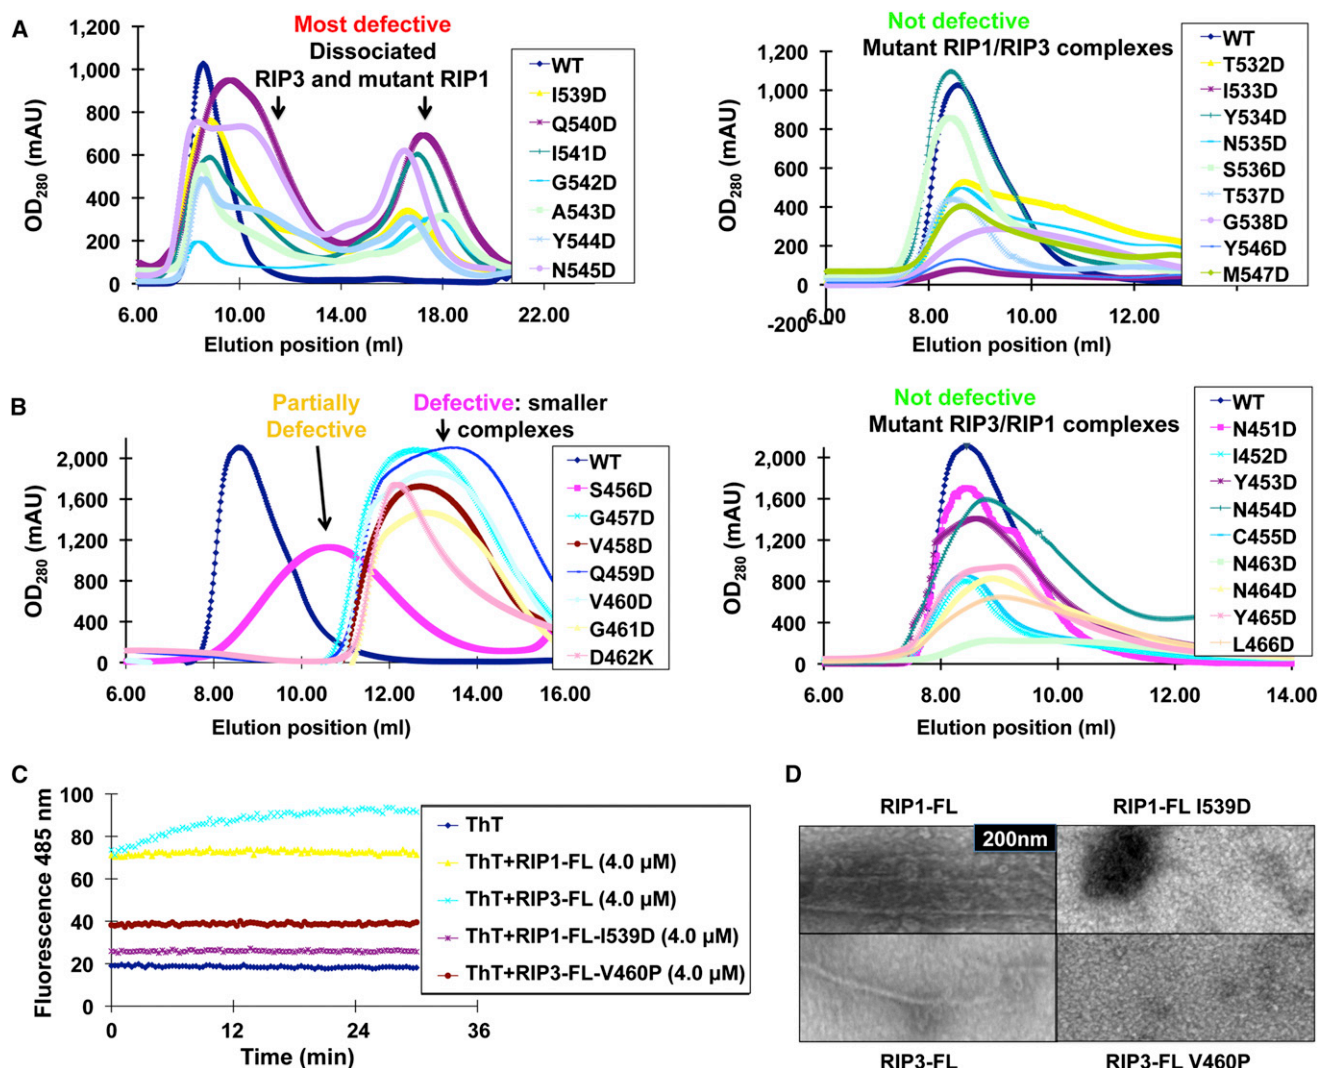 A
Most defective
Dissociated
RIP3 and mutant RIP1
1,200
1,000
800
600
400
200
0
OD280 (mAU)
6.00 10.00 14.00 18.00 22.00
Elution position (ml)
WT
I539D
Q540D
I541D
G542D
A543D
Y544D
N545D
Not defective
Mutant RIP1/RIP3 complexes
1,200
1,000
800
600
400
200
0
-200
OD280 (mAU)
6.00 8.00 10.00 12.00
Elution position (ml)
WT
T532D
I533D
Y534D
N535D
S536D
T537D
G538D
Y546D
M547D
B
Partially
Defective
Defective: smaller
complexes
2,000
1,600
1,200
800
400
0
OD280 (mAU)
6.00 8.00 10.00 12.00 14.00 16.00
Elution position (ml)
WT
S456D
G457D
V458D
Q459D
V460D
G461D
D462K
Not defective
Mutant RIP3/RIP1 complexes
2,000
1,600
1,200
800
400
0
OD280 (mAU)
6.00 8.00 10.00 12.00 14.00
Elution position (ml)
WT
N451D
I452D
Y453D
N454D
C455D
N463D
N464D
Y465D
L466D
C
100
80
60
40
20
0
Fluorescence 485 nm
0 12 24 36
Time (min)
ThT
ThT+RIP1-FL (4.0 µM)
ThT+RIP3-FL (4.0 µM)
ThT+RIP1-FL-I539D (4.0 µM)
ThT+RIP3-FL-V460P (4.0 µM)
D
RIP1-FL RIP1-FL I539D
200nm
RIP3-FL RIP3-FL V460P